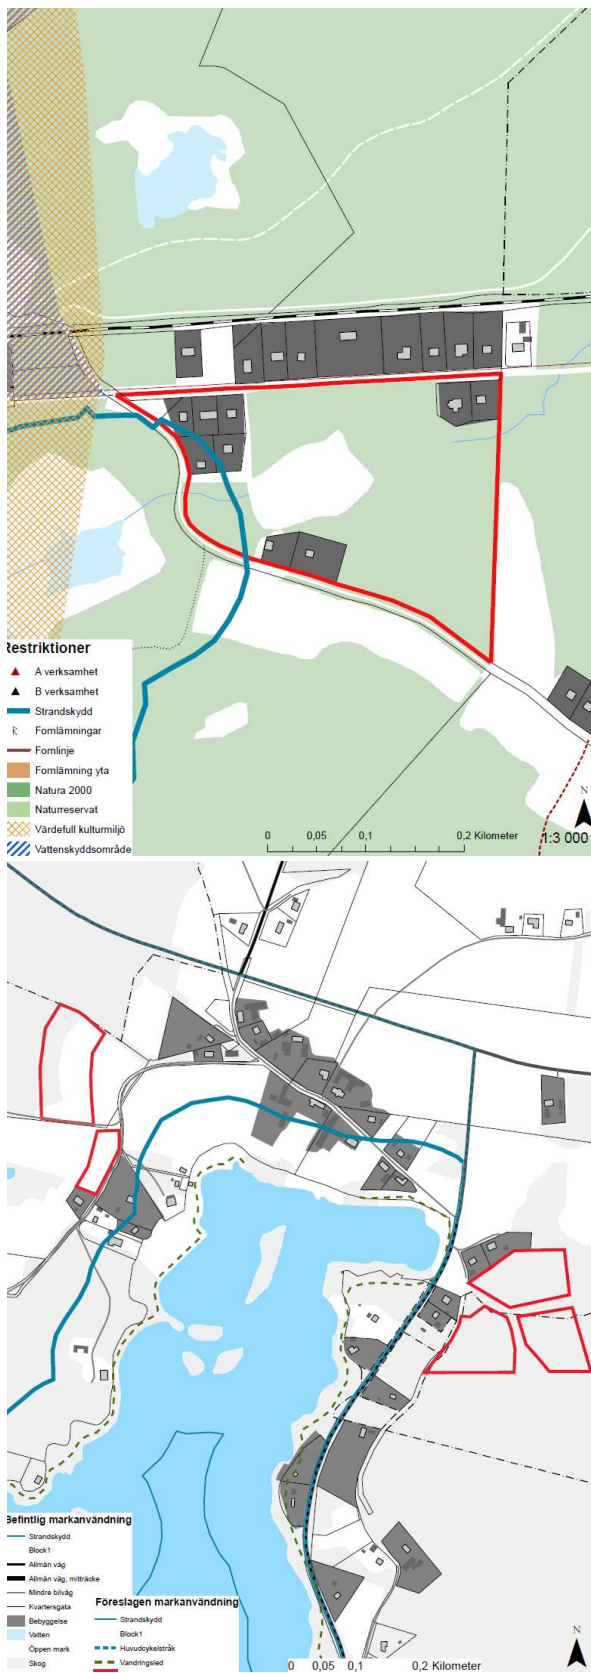 Restriktioner
A verksamhet
B verksamhet
Strandskydd
Fornlämningar
Fornlinje
Fornlämning yta
Natura 2000
Naturreservat
Värdefull kulturmiljö
Vattenskyddsområde
0 0,05 0,1 0,2 Kilometer
N
1:3 000
Befintlig markanvändning
Strandskydd
Block1
Allmän väg
Allmän väg, mitträcke
Mindre bilväg
Kvartersgata
Bebyggelse
Vatten
Öppen mark
Skog
Föreslagen markanvändning
Strandskydd
Block1
Huvudcykelstråk
Vandringsled
0 0,05 0,1 0,2 Kilometer
N